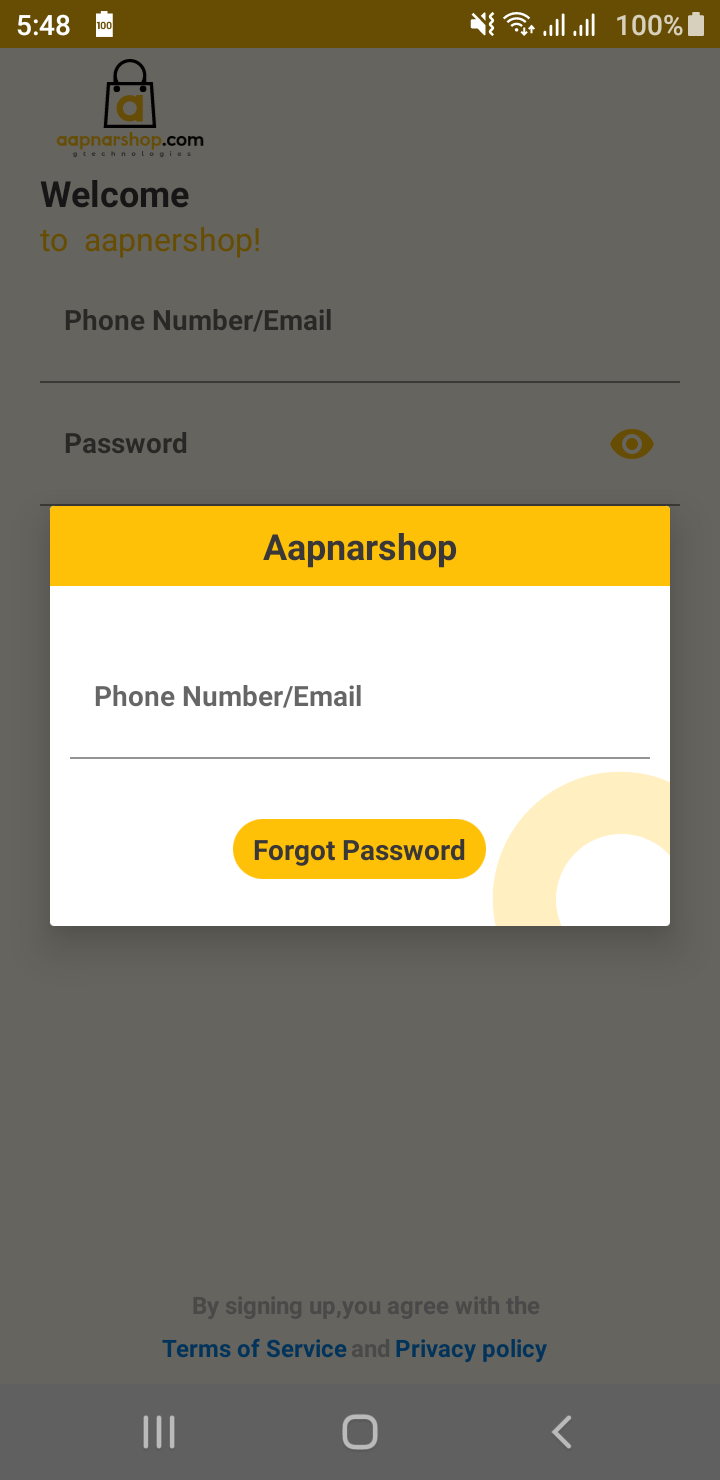 5:48 100 100%
a
aapnarshop.com
gtechnologies
Welcome
to aapnershop!
Phone Number/Email
Password
Aapnarshop
Phone Number/Email
Forgot Password
By signing up,you agree with the
Terms of Service and Privacy policy